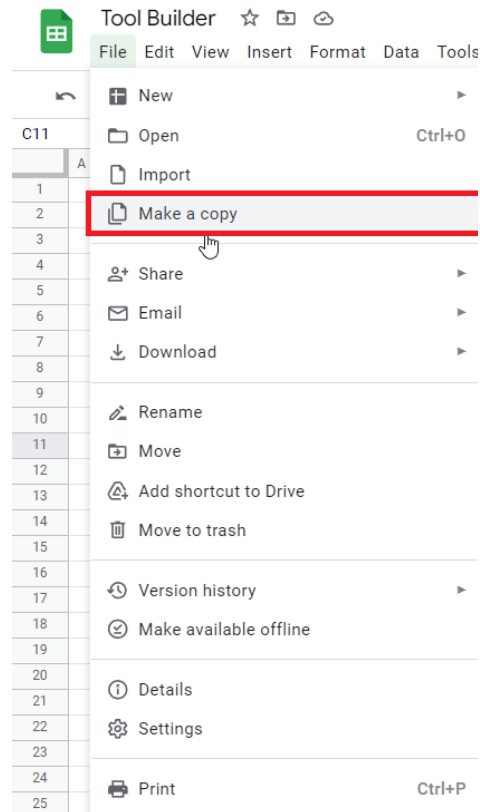 Tool Builder
File Edit View Insert Format Data Tools
New
C11
Open Ctrl+O
A
Import
1
2
Make a copy
3
4
Share
5
6
Email
7
Download
8
9
10
Rename
11
Move
12
13
Add shortcut to Drive
14
Move to trash
15
16
17
Version history
18
Make available offline
19
20
21
Details
22
Settings
23
24
Print Ctrl+P
25